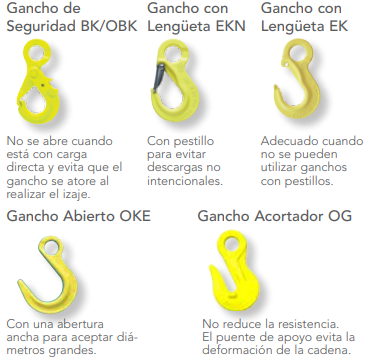 Gancho de
Seguridad BK/OBK
No se abre cuando
está con carga
directa y evita que el
gancho se atore al
realizar el izaje.
Gancho con
Lengüeta EKN
Con pestillo
para evitar
descargas no
intencionales.
Gancho con
Lengüeta EK
Adecuado cuando
no se pueden
utilizar ganchos
con pestillos.
Gancho Abierto OKE
Con una abertura
ancha para aceptar diá-
metros grandes.
Gancho Acortador OG
No reduce la resistencia.
El puente de apoyo evita la
deformación de la cadena.